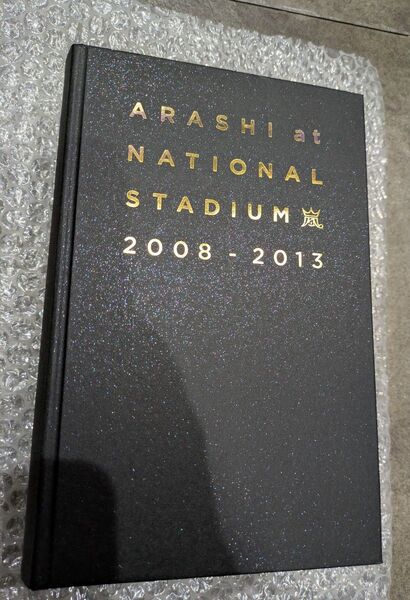 ARASHI at
NATIONAL
STADIUM 嵐
2008 - 2013